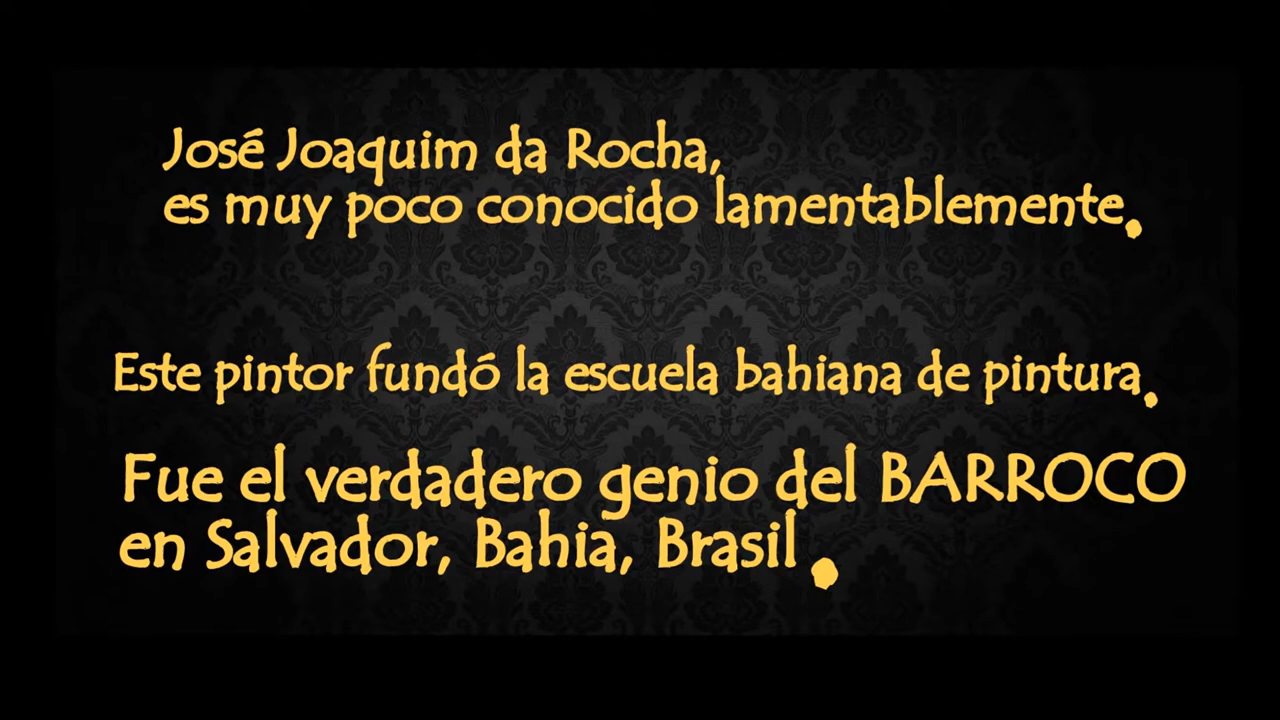 José Joaquim da Rocha,
es muy poco conocido lamentablemente.
Este pintor fundó la escuela bahiana de pintura.
Fue el verdadero genio del BARROCO
en Salvador, Bahia, Brasil.